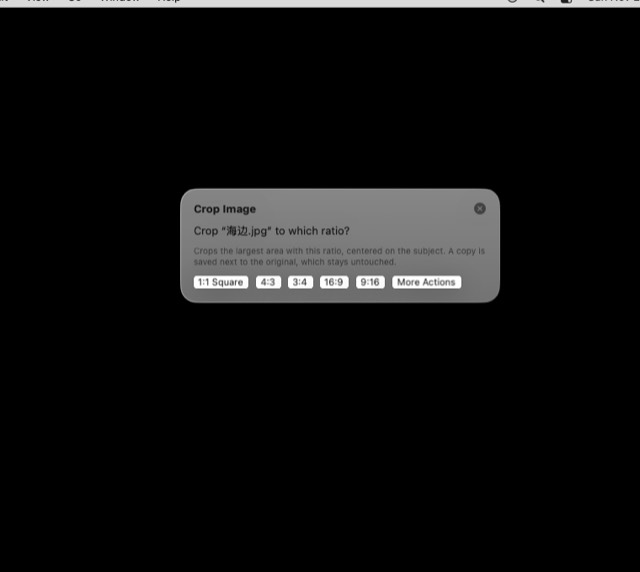 Crop Image
Crop “海边.jpg” to which ratio?
Crops the largest area with this ratio, centered on the subject. A copy is
saved next to the original, which stays untouched.
1:1 Square 4:3 3:4 16:9 9:16 More Actions